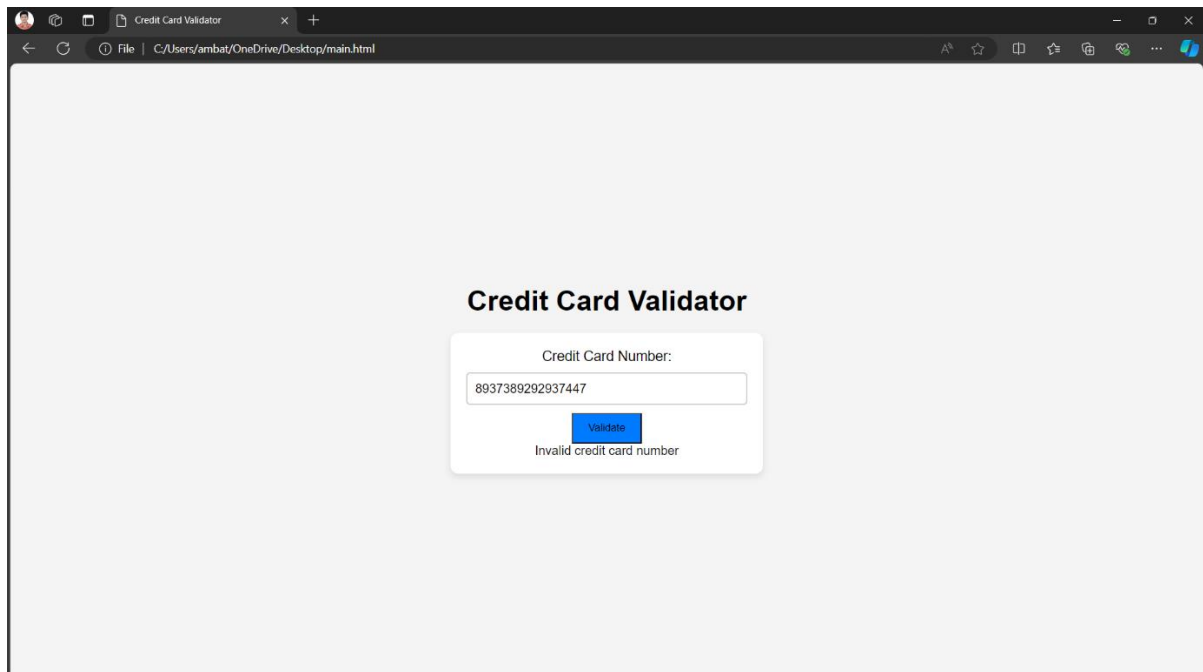 Credit Card Validator
File | C:/Users/ambat/OneDrive/Desktop/main.html
Credit Card Validator
Credit Card Number:
8937389292937447
Validate
Invalid credit card number